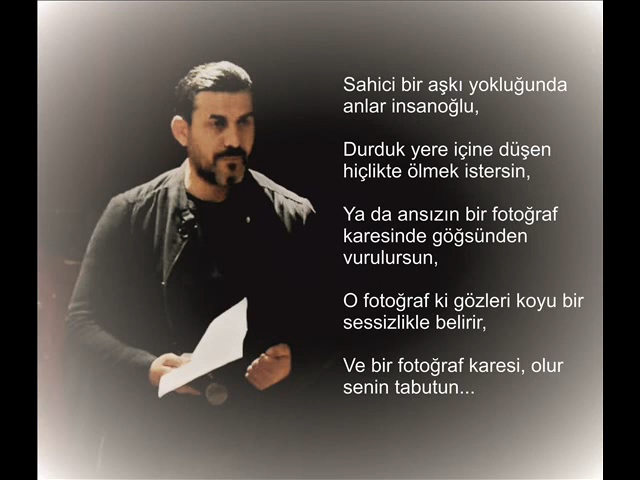 Sahici bir aşkı yokluğunda
anlar insanoğlu,
Durduk yere içine düşen
hiçlikte ölmek istersin,
Ya da ansızın bir fotoğraf
karesinde göğsünden
vurulursun,
O fotoğraf ki gözleri koyu bir
sessizlikle belirir,
Ve bir fotoğraf karesi, olur
senin tabutun...